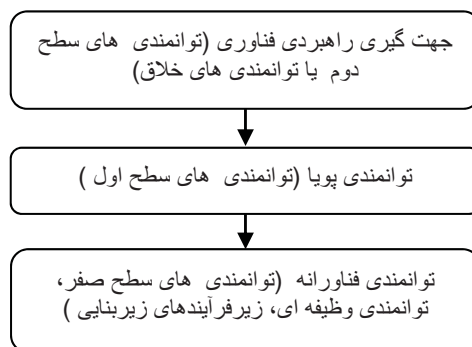 جهت گیری راهبردی فناوری (توانمندی های سطح
دوم یا توانمندی های خلاق)
توانمندی پویا (توانمندی های سطح اول )
توانمندی فناورانه (توانمندی های سطح صفر،
توانمندی وظیفه ای، زیرفرآیندهای زیربنایی )